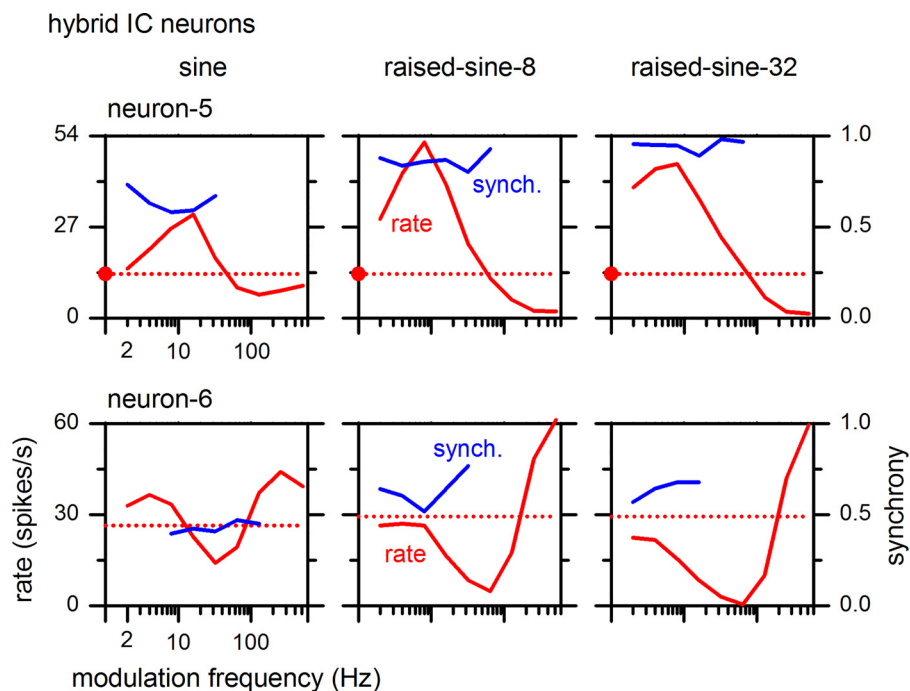 hybrid IC neurons
sine raised-sine-8 raised-sine-32
neuron-5
54 1.0
synch.
rate
27 0.5
0 0.0
2 10 100
neuron-6
60 1.0
synch.
30 0.5
rate
0 0.0
2 10 100
rate (spikes/s)
synchrony
modulation frequency (Hz)